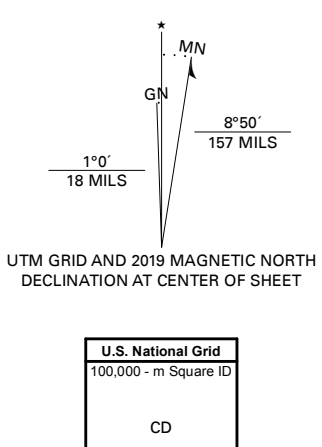 ★
MN
GN
8°50´
157 MILS
1°0´
18 MILS
UTM GRID AND 2019 MAGNETIC NORTH
DECLINATION AT CENTER OF SHEET
U.S. National Grid
100,000 - m Square ID
CD